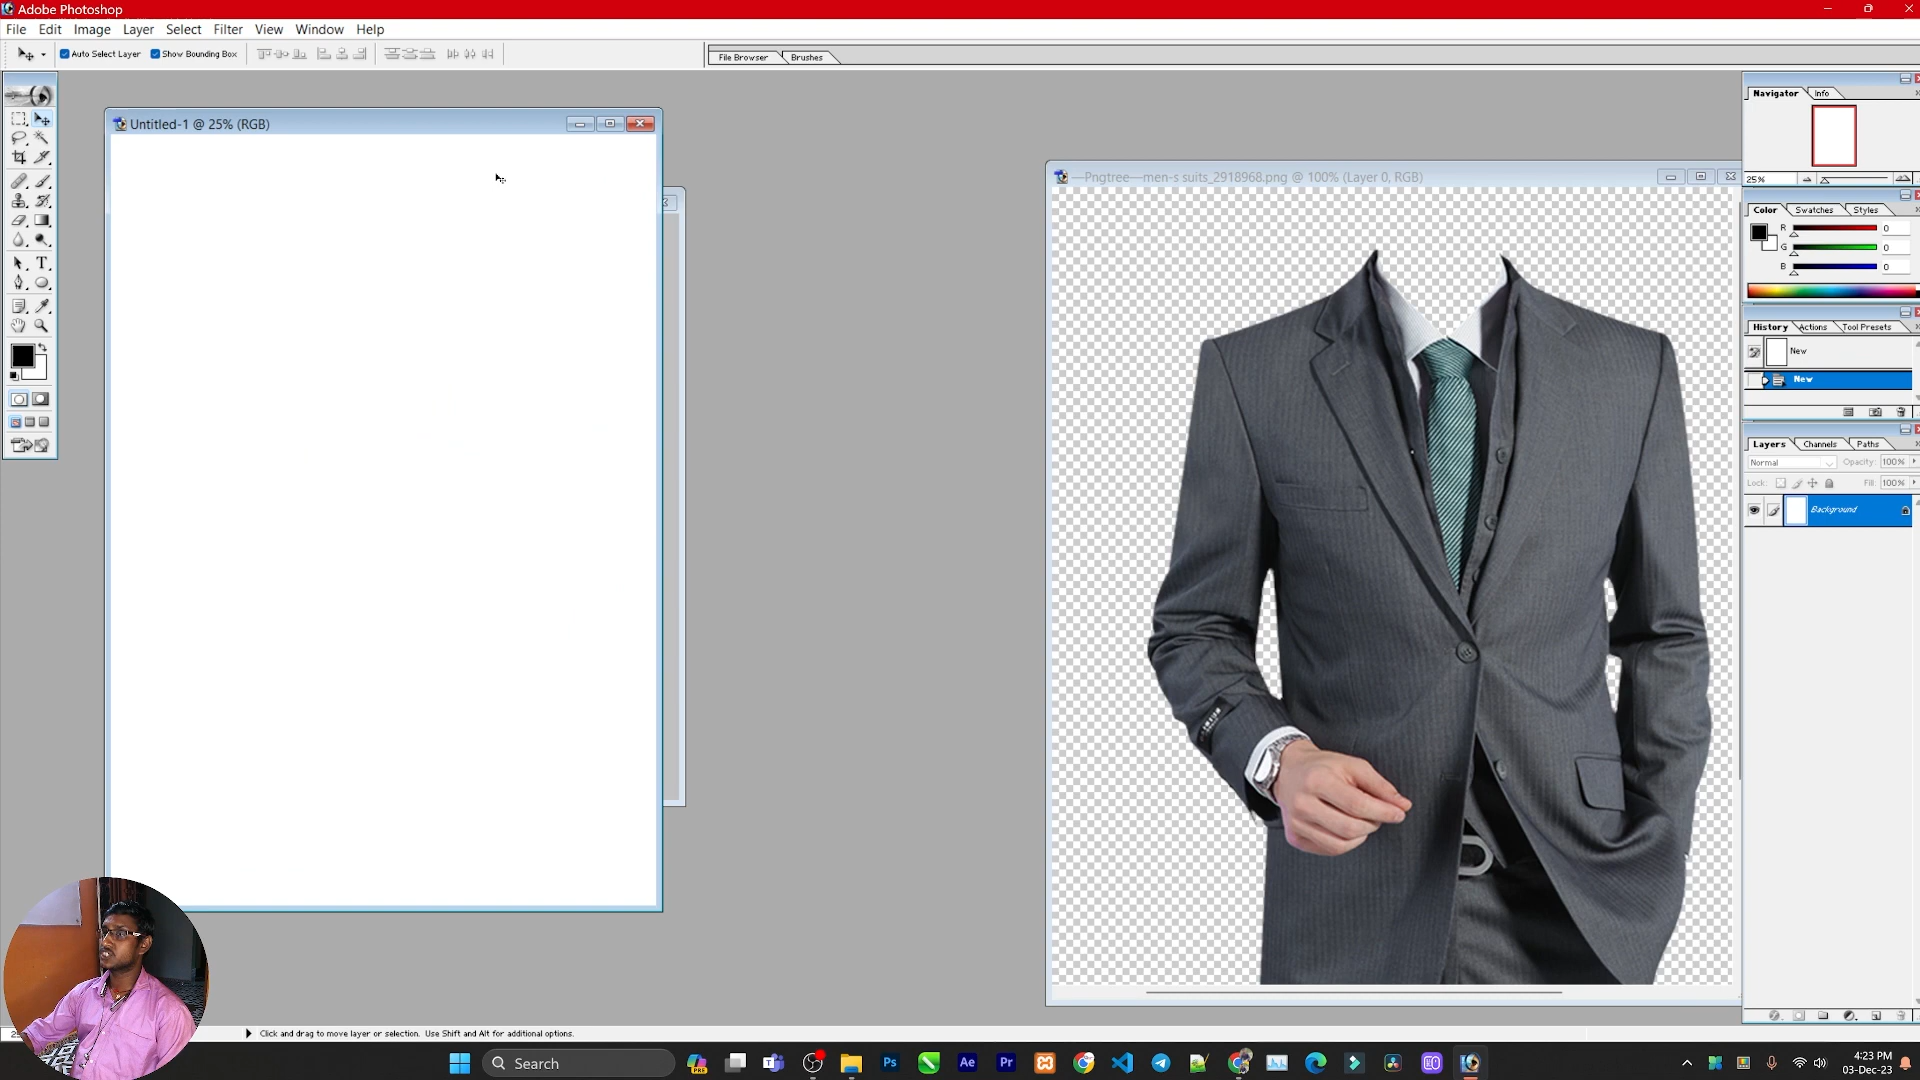 Adobe Photoshop
File Edit Image Layer Select Filter View Window Help
Auto Select Layer Show Bounding Box
File Browser Brushes
Untitled-1 @ 25% (RGB)
—Pngtree—men-s suits_2918968.png @ 100% (Layer 0, RGB)
Navigator Info
25%
Color Swatches Styles
R 0
G 0
B 0
History Actions Tool Presets
New
New
Layers Channels Paths
Normal Opacity: 100%
Lock: Fill: 100%
Background
Click and drag to move layer or selection. Use Shift and Alt for additional options.
Search
PRE
Ps
Ae
Pr
4:23 PM
03-Dec-23